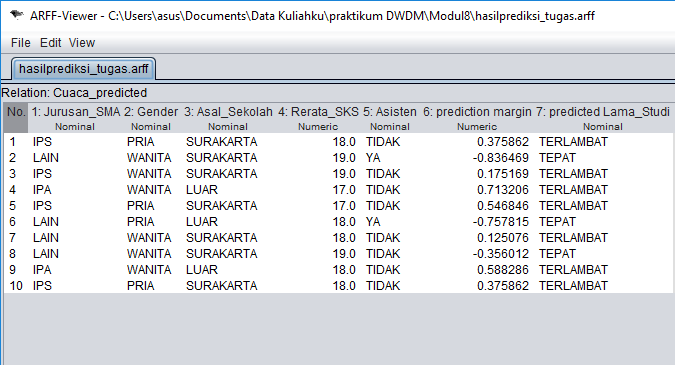 ARFF-Viewer - C:\Users\asus\Documents\Data Kuliahku\praktikum DWDM\Modul8\hasilprediksi_tugas.arff
File Edit View
hasilprediksi_tugas.arff
Relation: Cuaca_predicted
No. 1: Jurusan_SMA 2: Gender 3: Asal_Sekolah 4: Rerata_SKS 5: Asisten 6: prediction margin 7: predicted Lama_Studi
Nominal Nominal Nominal Numeric Nominal Numeric Nominal
1 IPS PRIA SURAKARTA 18.0 TIDAK 0.375862 TERLAMBAT
2 LAIN WANITA SURAKARTA 19.0 YA -0.836469 TEPAT
3 IPS WANITA SURAKARTA 19.0 TIDAK 0.175169 TERLAMBAT
4 IPA WANITA LUAR 17.0 TIDAK 0.713206 TERLAMBAT
5 IPS PRIA SURAKARTA 17.0 TIDAK 0.546846 TERLAMBAT
6 LAIN PRIA LUAR 18.0 YA -0.757815 TEPAT
7 LAIN WANITA SURAKARTA 18.0 TIDAK 0.125076 TERLAMBAT
8 LAIN WANITA SURAKARTA 19.0 TIDAK -0.356012 TEPAT
9 IPA WANITA LUAR 18.0 TIDAK 0.588286 TERLAMBAT
10 IPS PRIA SURAKARTA 18.0 TIDAK 0.375862 TERLAMBAT